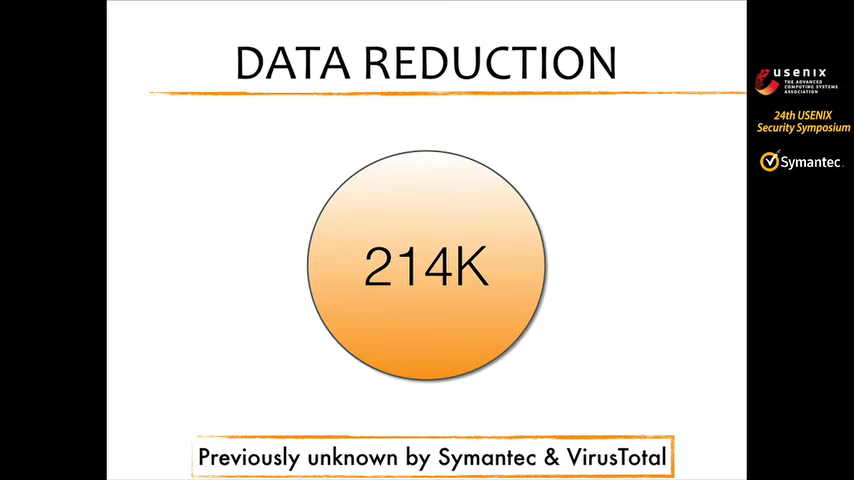 DATA REDUCTION
214K
Previously unknown by Symantec & VirusTotal
usenix
THE ADVANCED
COMPUTING SYSTEMS
ASSOCIATION
24th USENIX
Security Symposium
Symantec.